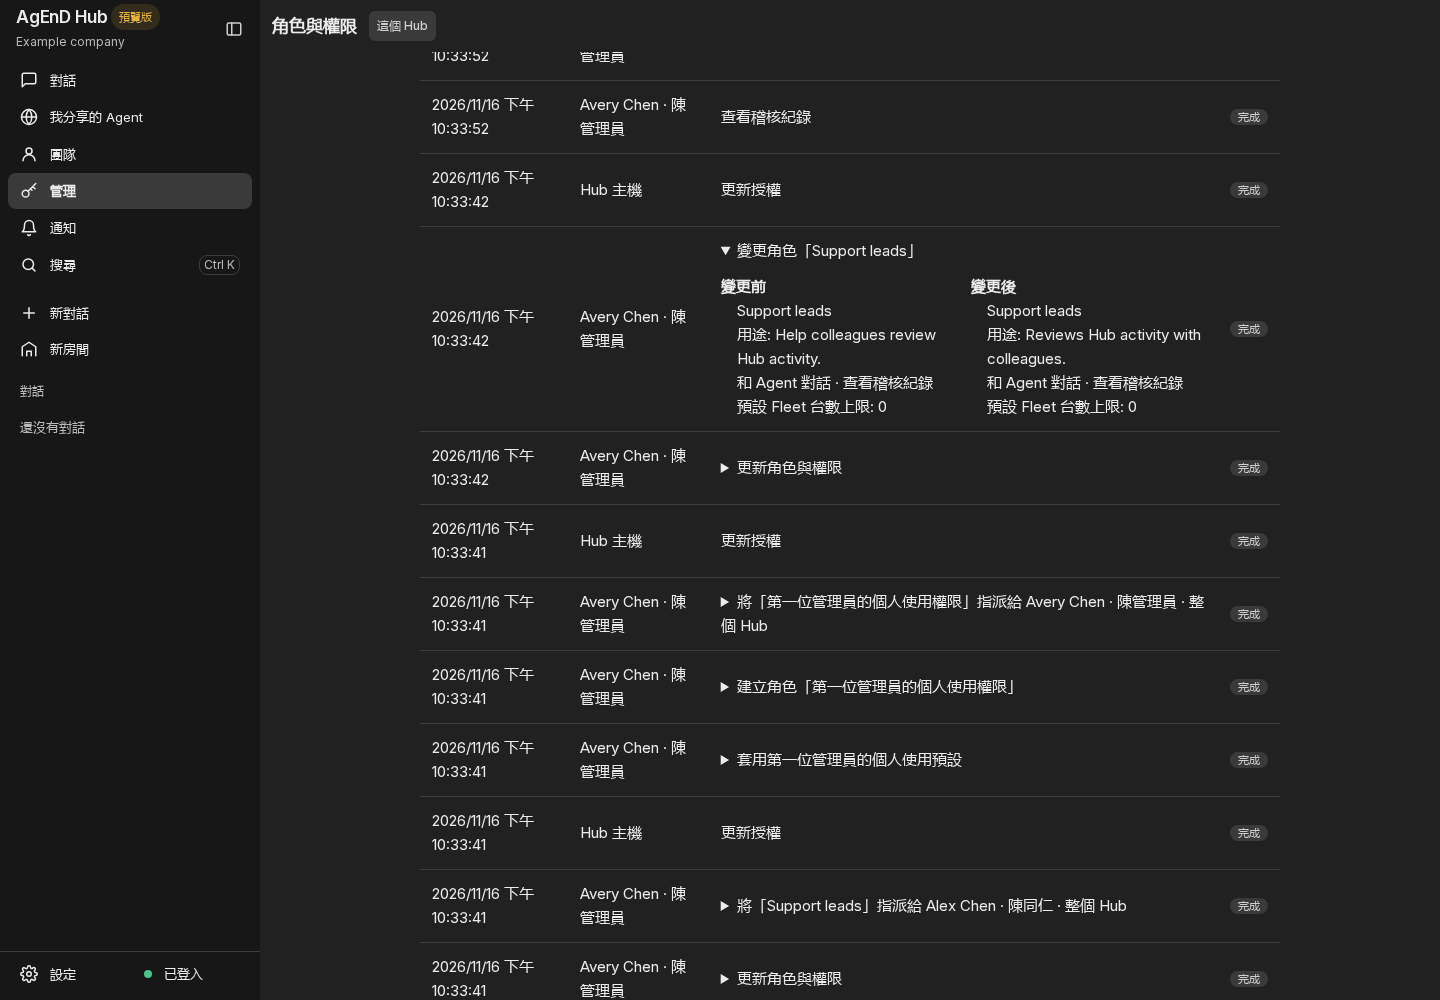 AgEnD Hub 預覽版
Example company
對話
我分享的 Agent
團隊
管理
通知
搜尋 Ctrl K
新對話
新房間
對話
還沒有對話
設定 已登入
角色與權限 這個 Hub
10:33:52 管理員
2026/11/16 下午 Avery Chen · 陳
10:33:52 管理員
查看稽核紀錄 完成
2026/11/16 下午
10:33:42
Hub 主機 更新授權 完成
▼ 變更角色「Support leads」
2026/11/16 下午 Avery Chen · 陳
10:33:42 管理員
變更前
Support leads
用途: Help colleagues review
Hub activity.
和 Agent 對話 · 查看稽核紀錄
預設 Fleet 台數上限: 0
變更後
Support leads
用途: Reviews Hub activity with
colleagues.
和 Agent 對話 · 查看稽核紀錄
預設 Fleet 台數上限: 0
完成
2026/11/16 下午 Avery Chen · 陳
10:33:42 管理員
▶ 更新角色與權限 完成
2026/11/16 下午
10:33:41
Hub 主機 更新授權 完成
2026/11/16 下午 Avery Chen · 陳
10:33:41 管理員
▶ 將「第一位管理員的個人使用權限」指派給 Avery Chen · 陳管理員 · 整
個 Hub
完成
2026/11/16 下午 Avery Chen · 陳
10:33:41 管理員
▶ 建立角色「第一位管理員的個人使用權限」 完成
2026/11/16 下午 Avery Chen · 陳
10:33:41 管理員
▶ 套用第一位管理員的個人使用預設 完成
2026/11/16 下午
10:33:41
Hub 主機 更新授權 完成
2026/11/16 下午 Avery Chen · 陳
10:33:41 管理員
▶ 將「Support leads」指派給 Alex Chen · 陳同仁 · 整個 Hub 完成
2026/11/16 下午 Avery Chen · 陳
10:33:41 管理員
▶ 更新角色與權限 完成